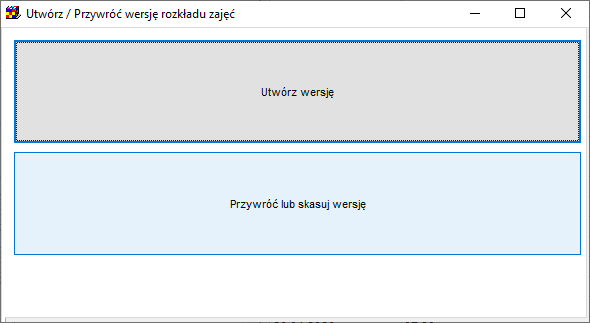 Utwórz / Przywróć wersję rozkładu zajęć
Utwórz wersję
Przywróć lub skasuj wersję